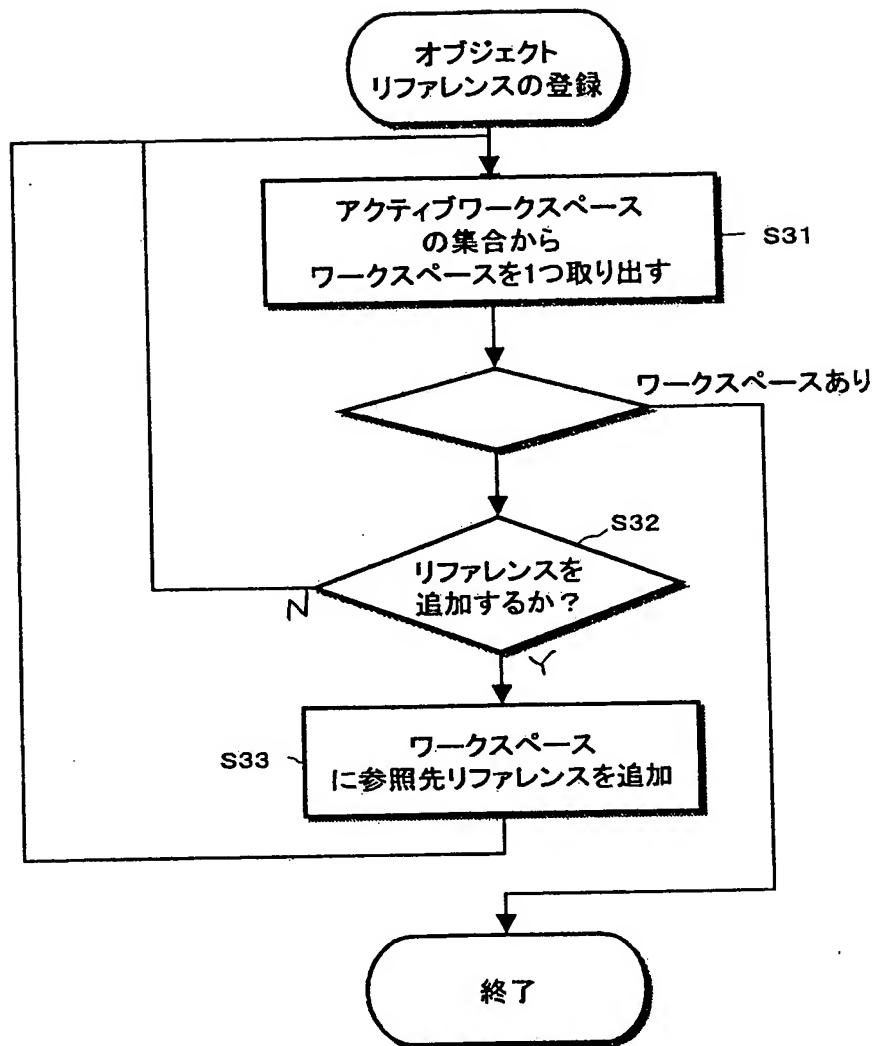 オブジェクト
リファレンスの登録
アクティブワークスペース
の集合から
ワークスペースを1つ取り出す
S31
ワークスペースあり
S32
リファレンスを
追加するか？
N
Y
S33
ワークスペース
に参照先リファレンスを追加
終了